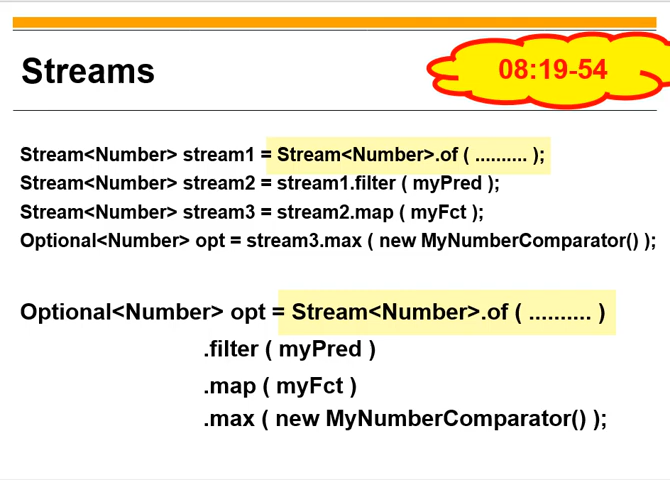 Streams
08:19-54
Stream<Number> stream1 = Stream<Number>.of ( .......... );
Stream<Number> stream2 = stream1.filter ( myPred );
Stream<Number> stream3 = stream2.map ( myFct );
Optional<Number> opt = stream3.max ( new MyNumberComparator() );
Optional<Number> opt = Stream<Number>.of ( .......... )
.filter ( myPred )
.map ( myFct )
.max ( new MyNumberComparator() );